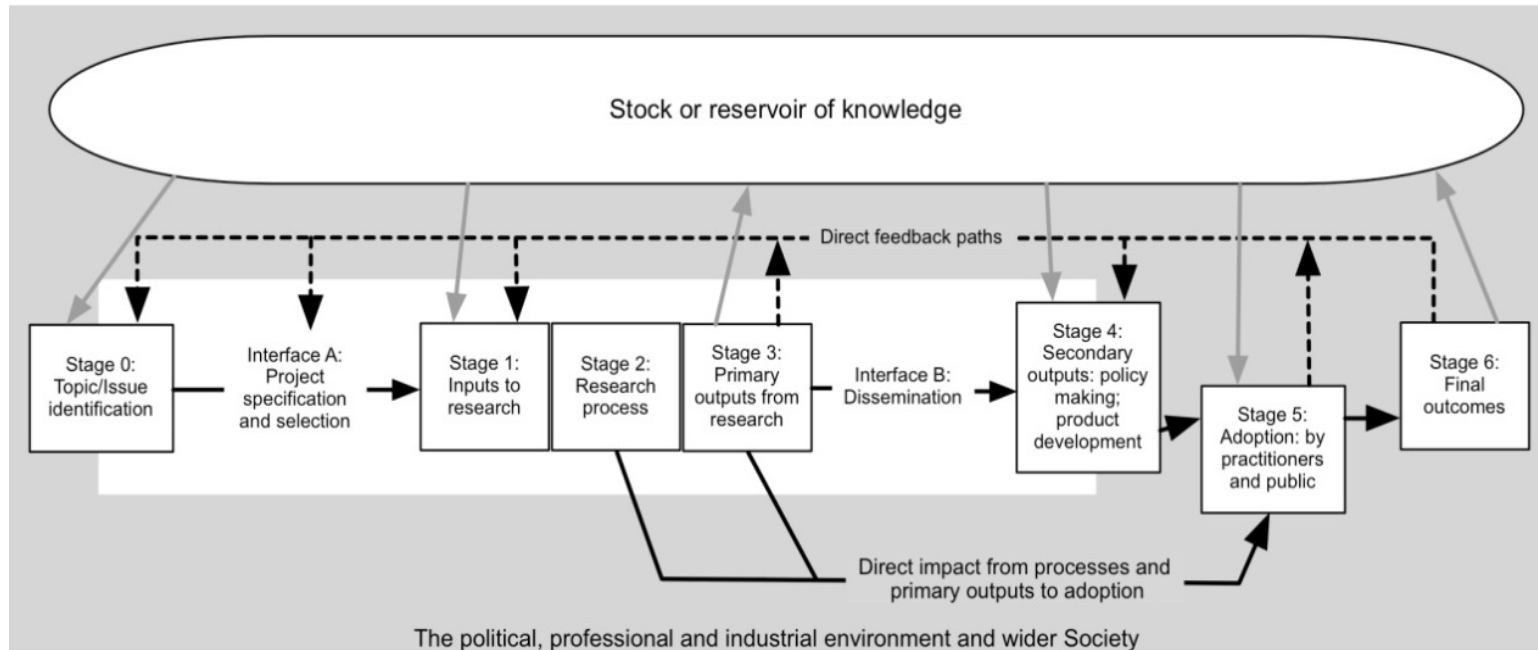 Stock or reservoir of knowledge
Direct feedback paths
Stage 0:
Topic/Issue
identification
Interface A:
Project
specification
and selection
Stage 1:
Inputs to
research
Stage 2:
Research
process
Stage 3:
Primary
outputs from
research
Interface B:
Dissemination
Stage 4:
Secondary
outputs: policy
making;
product
development
Stage 5:
Adoption: by
practitioners
and public
Stage 6:
Final
outcomes
Direct impact from processes and
primary outputs to adoption
The political, professional and industrial environment and wider Society